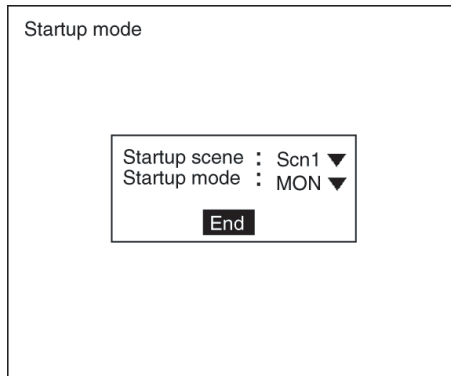 Startup mode
Startup scene : Scn1 ▼
Startup mode : MON ▼
End